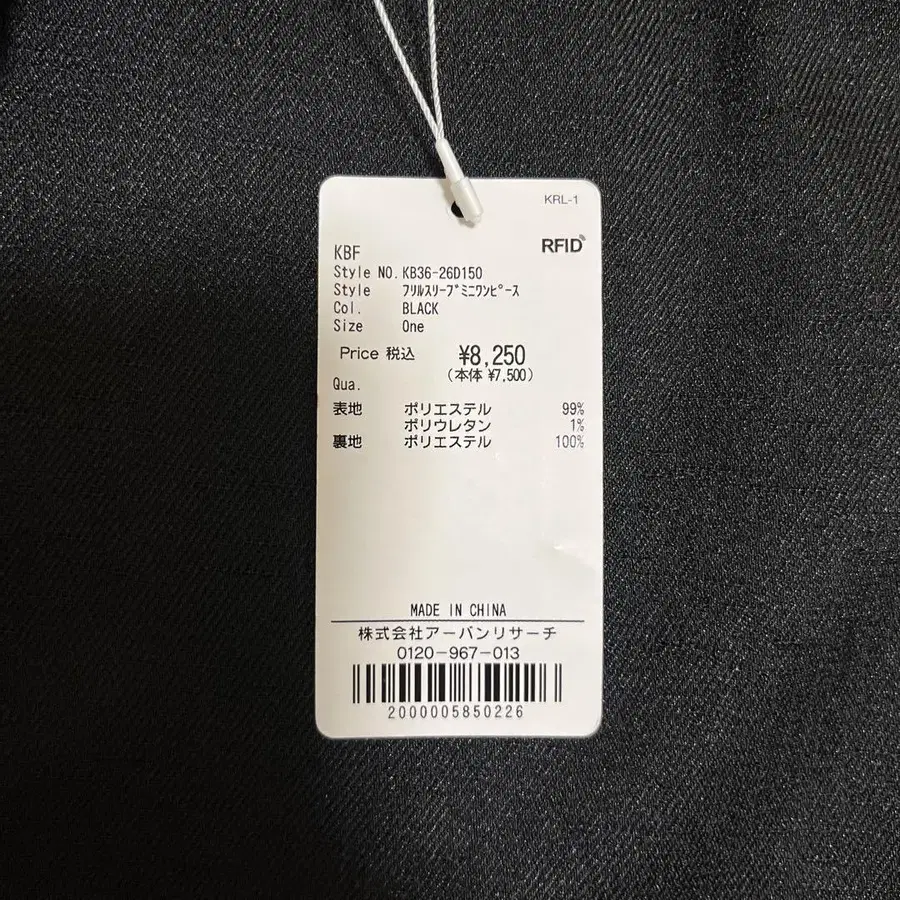 KRL-1
RFID
KBF
Style NO. KB36-26D150
Style ﾌﾘﾙｽﾘｰﾌﾞﾐﾆﾜﾝﾋﾟｰｽ
Col. BLACK
Size One
Price 税込 ¥8,250
(本体 ¥7,500)
Qua.
表地 ポリエステル 99%
ポリウレタン 1%
裏地 ポリエステル 100%
MADE IN CHINA
株式会社アーバンリサーチ
0120-967-013
2000005850226